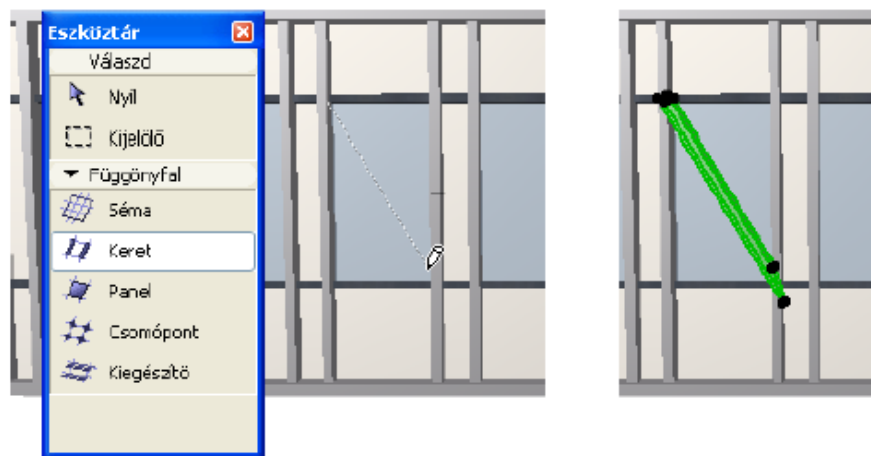 Eszköztár
Válaszd
Nyíl
Kijelölő
Függönyfal
Séma
Keret
Panel
Csomópont
Kiegészítő